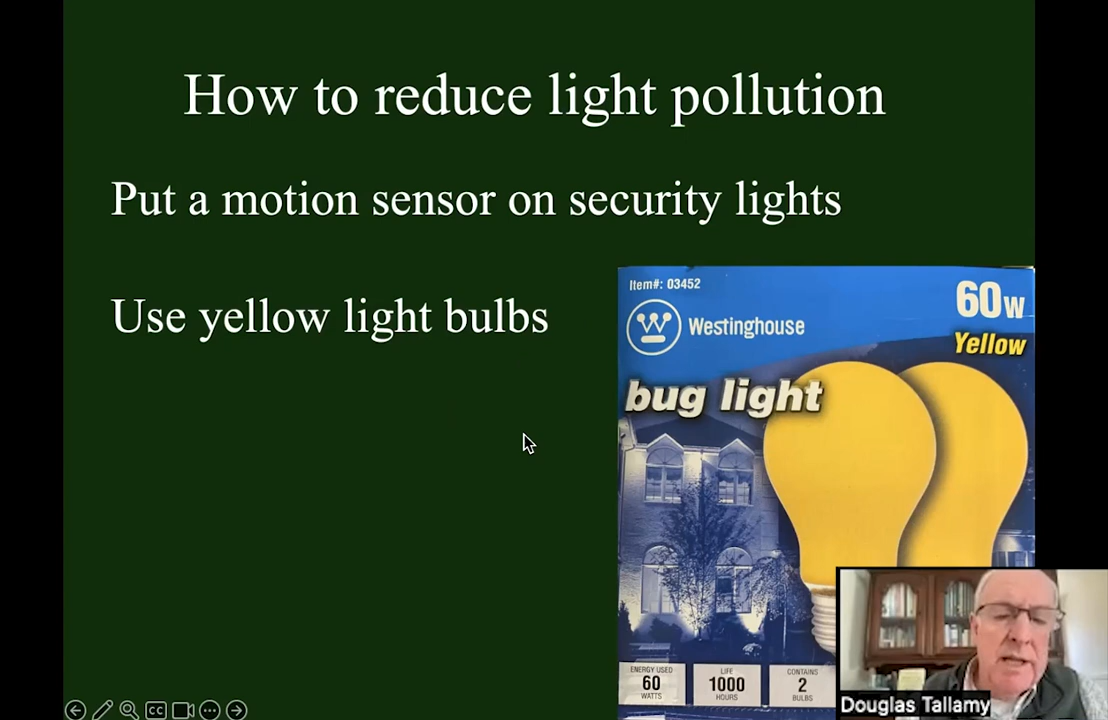 How to reduce light pollution
Put a motion sensor on security lights
Use yellow light bulbs
Item#: 03452
60W
Westinghouse
Yellow
bug light
ENERGY USED
60
WATTS
LIFE
1000
HOURS
CONTAINS
2
BULBS
CC
Douglas Tallamy